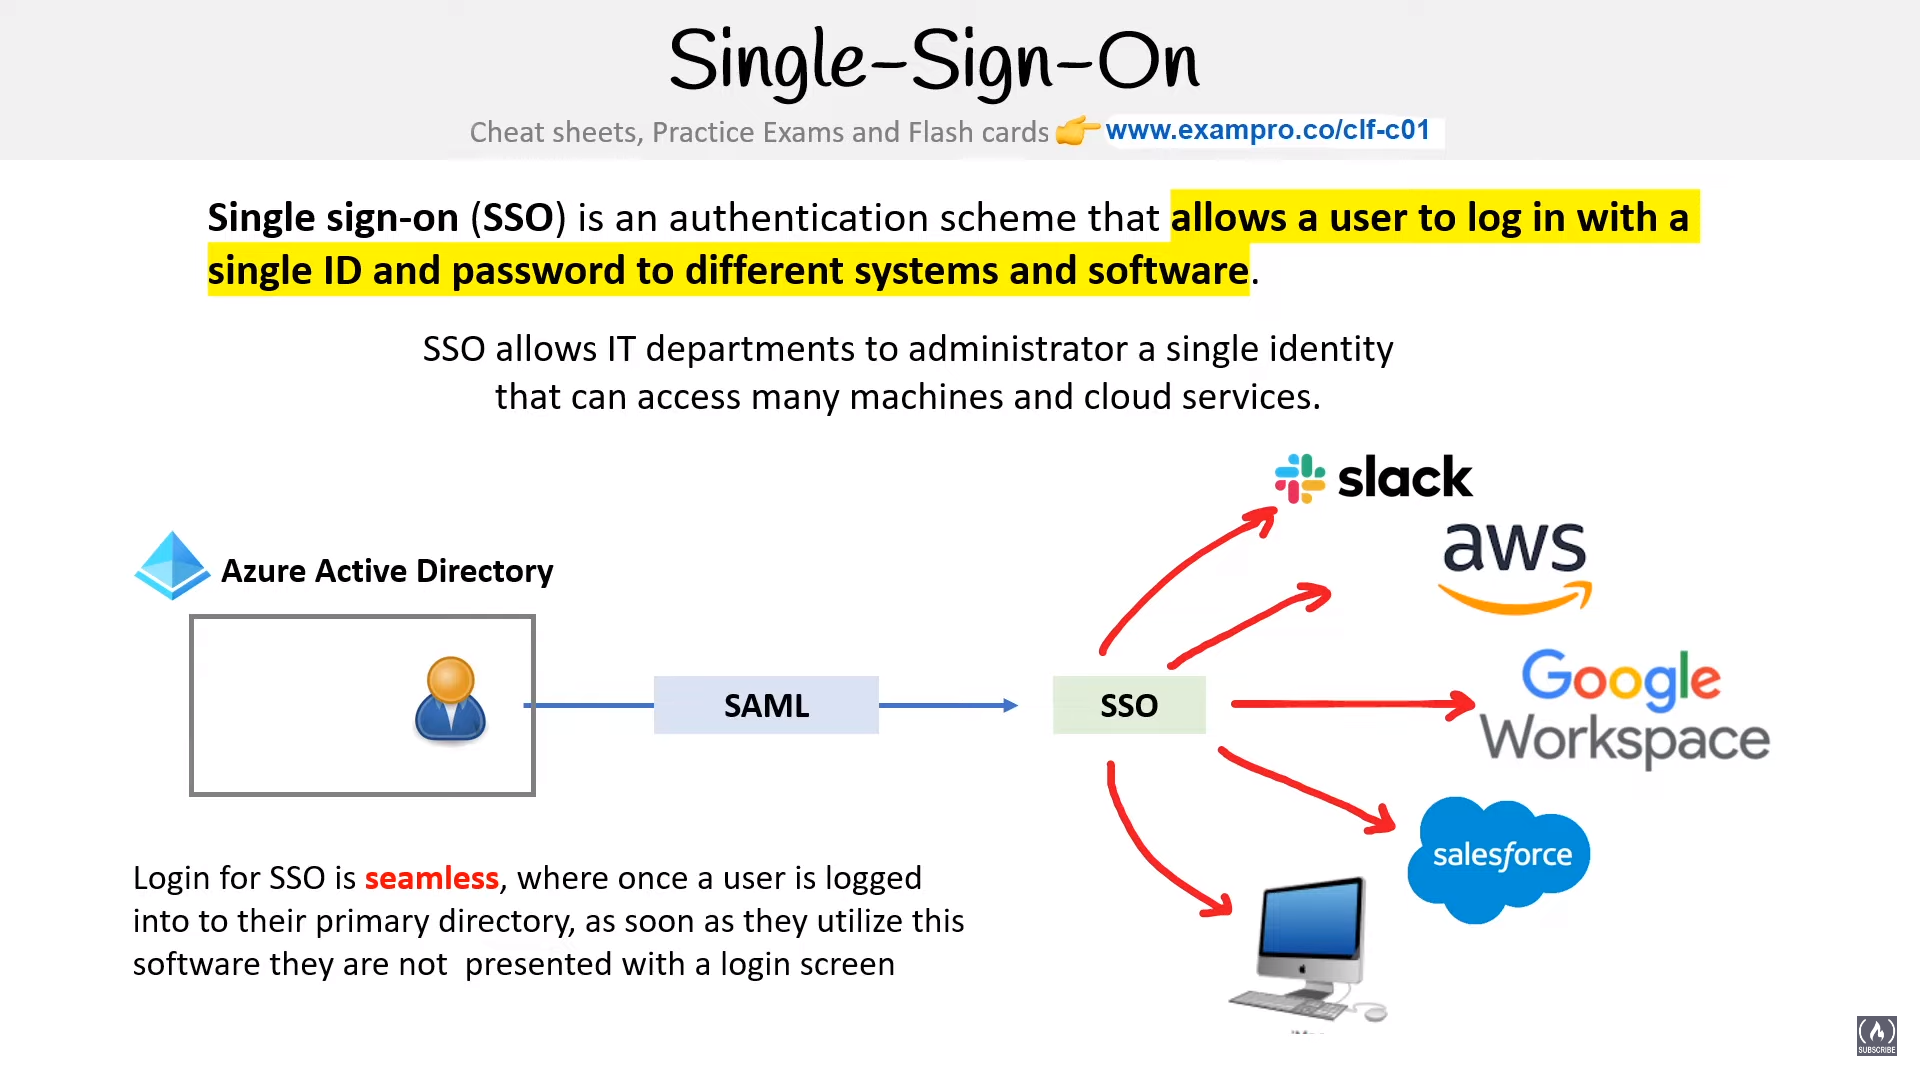 Single-Sign-On
Cheat sheets, Practice Exams and Flash cards 👉 www.exampro.co/clf-c01
Single sign-on (SSO) is an authentication scheme that allows a user to log in with a
single ID and password to different systems and software.
SSO allows IT departments to administrator a single identity
that can access many machines and cloud services.
slack
aws
Azure Active Directory
Google
Workspace
SAML
SSO
salesforce
Login for SSO is seamless, where once a user is logged
into to their primary directory, as soon as they utilize this
software they are not presented with a login screen
SUBSCRIBE